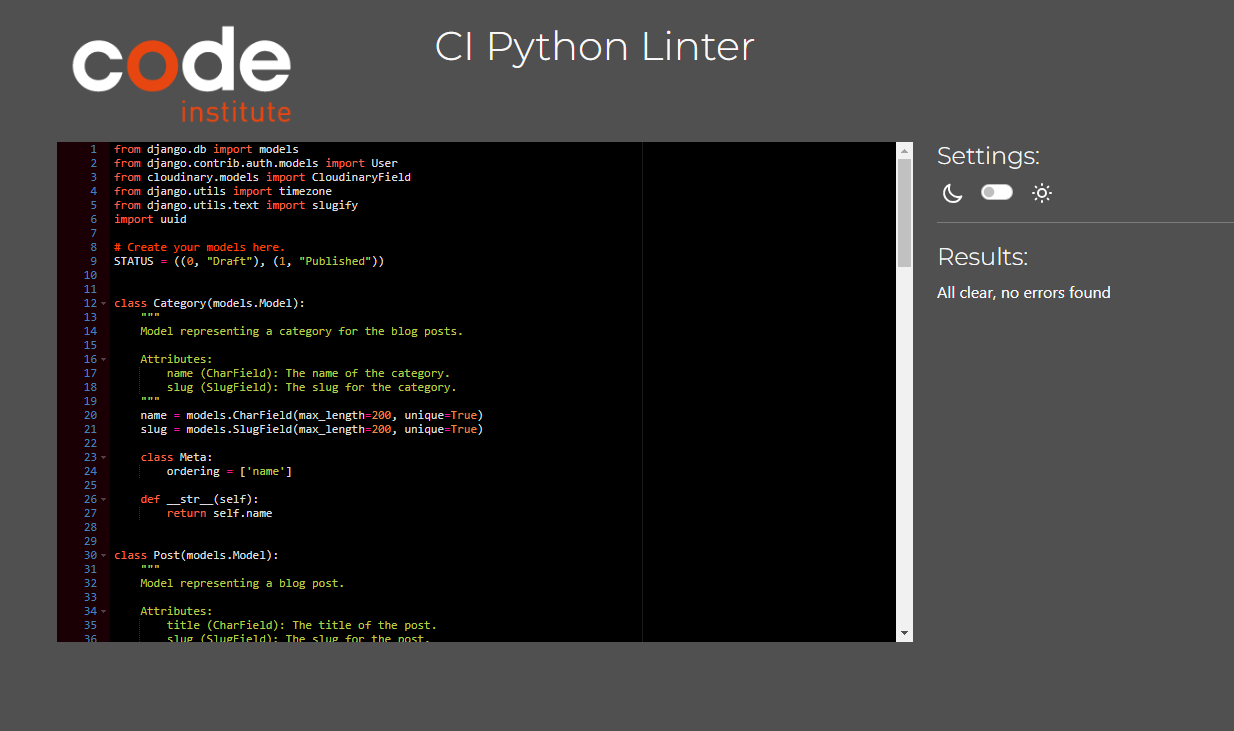 code
institute
CI Python Linter
1 from django.db import models
2 from django.contrib.auth.models import User
3 from cloudinary.models import CloudinaryField
4 from django.utils import timezone
5 from django.utils.text import slugify
6 import uuid
7
8 # Create your models here.
9 STATUS = ((0, "Draft"), (1, "Published"))
10
11
12 class Category(models.Model):
13     """
14     Model representing a category for the blog posts.
15
16     Attributes:
17         name (CharField): The name of the category.
18         slug (SlugField): The slug for the category.
19     """
20     name = models.CharField(max_length=200, unique=True)
21     slug = models.SlugField(max_length=200, unique=True)
22
23     class Meta:
24         ordering = ['name']
25
26     def __str__(self):
27         return self.name
28
29
30 class Post(models.Model):
31     """
32     Model representing a blog post.
33
34     Attributes:
35         title (CharField): The title of the post.
36         slug (SlugField): The slug for the post.
Settings:
Results:
All clear, no errors found